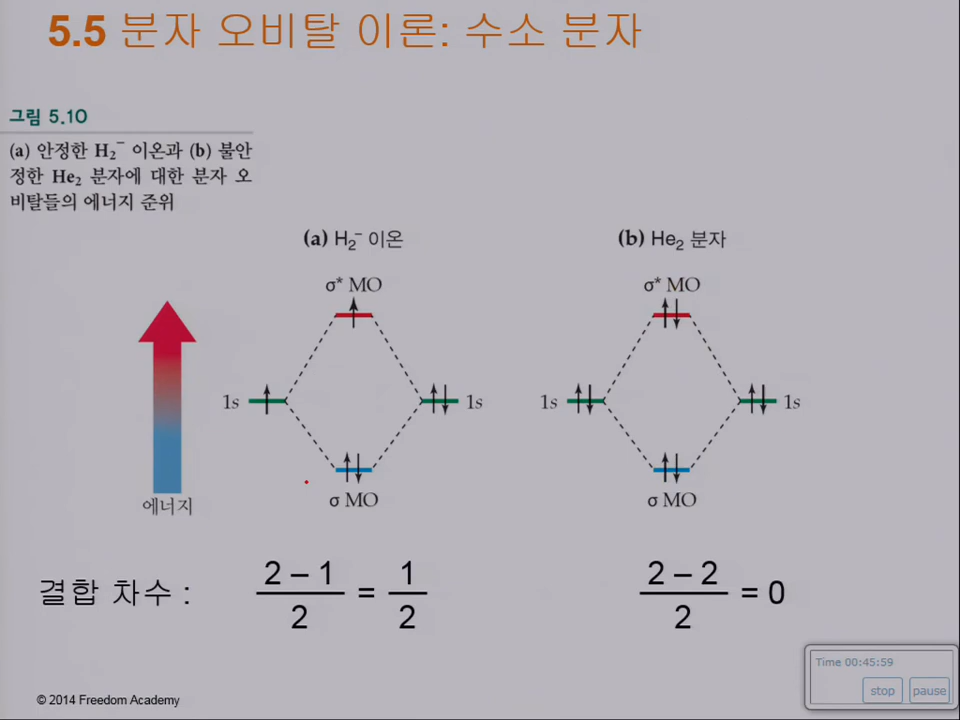 5.5 분자 오비탈 이론: 수소 분자
그림 5.10
(a) 안정한 H₂⁻ 이온과 (b) 불안
정한 He₂ 분자에 대한 분자 오
비탈들의 에너지 준위
(a) H₂⁻ 이온
(b) He₂ 분자
σ* MO
σ* MO
1s
1s
1s
1s
σ MO
σ MO
에너지
결합 차수 :
2 – 1
2
=
1
2
2 – 2
2
= 0
Time 00:45:59
stop
pause
© 2014 Freedom Academy